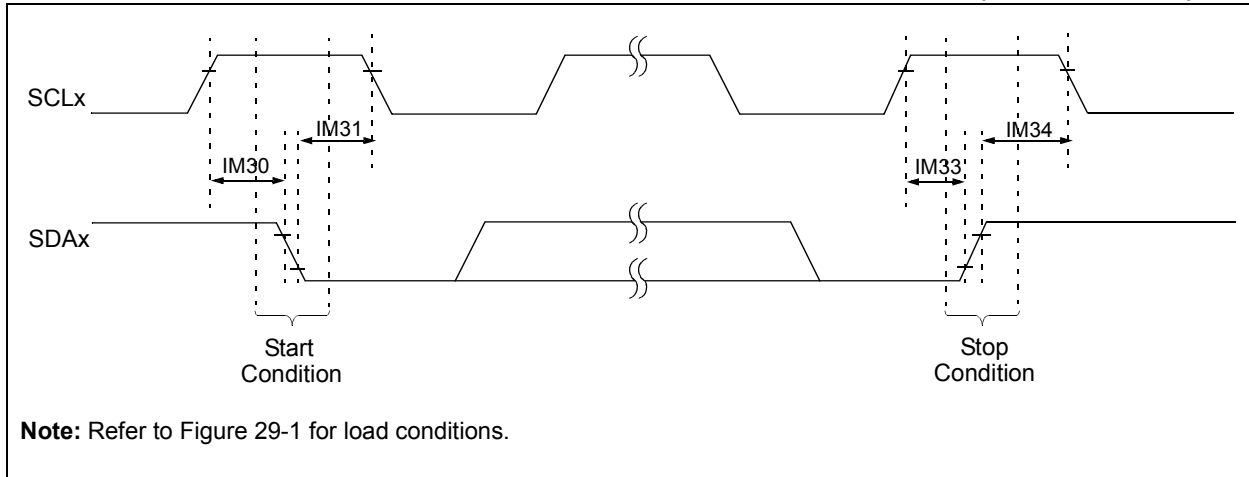 SCLx
IM31
IM34
IM30
IM33
SDAx
Start
Condition
Stop
Condition
Note: Refer to Figure 29-1 for load conditions.